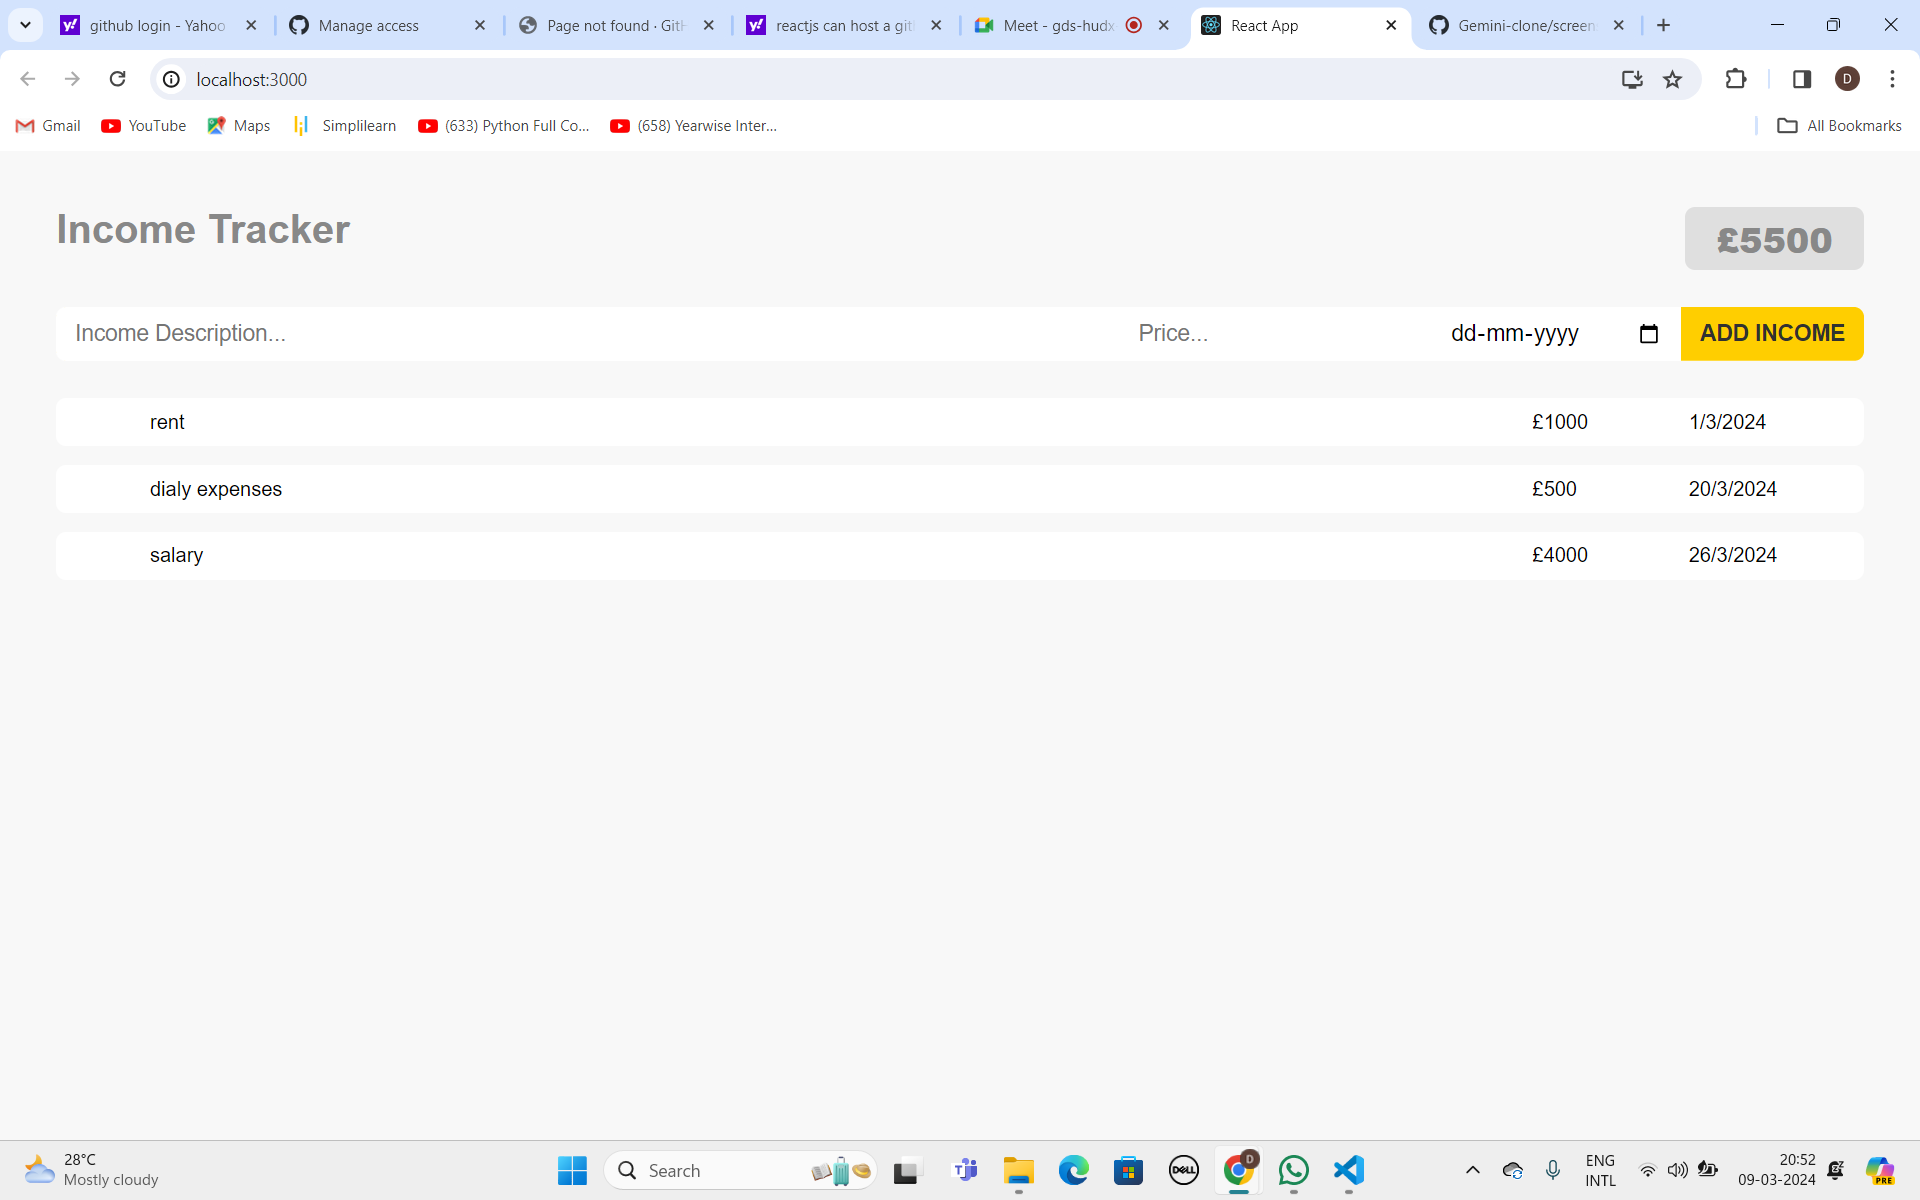 github login - Yahoo
Manage access
Page not found · GitH
reactjs can host a git
Meet - gds-hudx
React App
Gemini-clone/screen
localhost:3000
D
Gmail
YouTube
Maps
Simplilearn
(633) Python Full Co...
(658) Yearwise Inter...
All Bookmarks
Income Tracker
£5500
Income Description...
Price...
dd-mm-yyyy
ADD INCOME
rent
£1000
1/3/2024
dialy expenses
£500
20/3/2024
salary
£4000
26/3/2024
28°C
Mostly cloudy
Search
DELL
D
ENG
INTL
20:52
09-03-2024
PRE